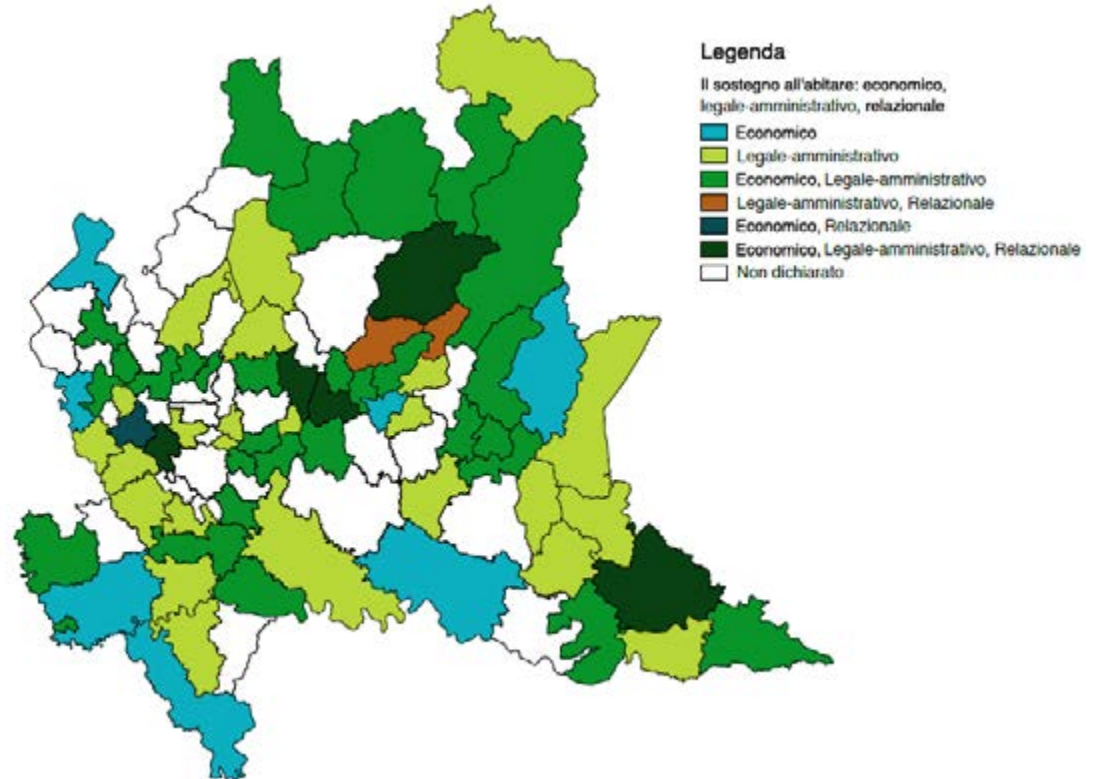 Legenda
Il sostegno all'abitare: economico,
legale-amministrativo, relazionale
Economico
Legale-amministrativo
Economico, Legale-amministrativo
Legale-amministrativo, Relazionale
Economico, Relazionale
Economico, Legale-amministrativo, Relazionale
Non dichiarato